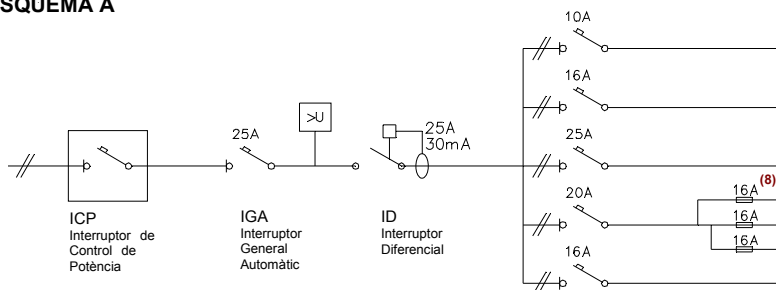 SQUEMA A
10A
16A
25A
20A
16A
16A (8)
16A
16A
25A
>U
25A
30mA
ICP
Interruptor de
Control de
Potència
IGA
Interruptor
General
Automàtic
ID
Interruptor
Diferencial